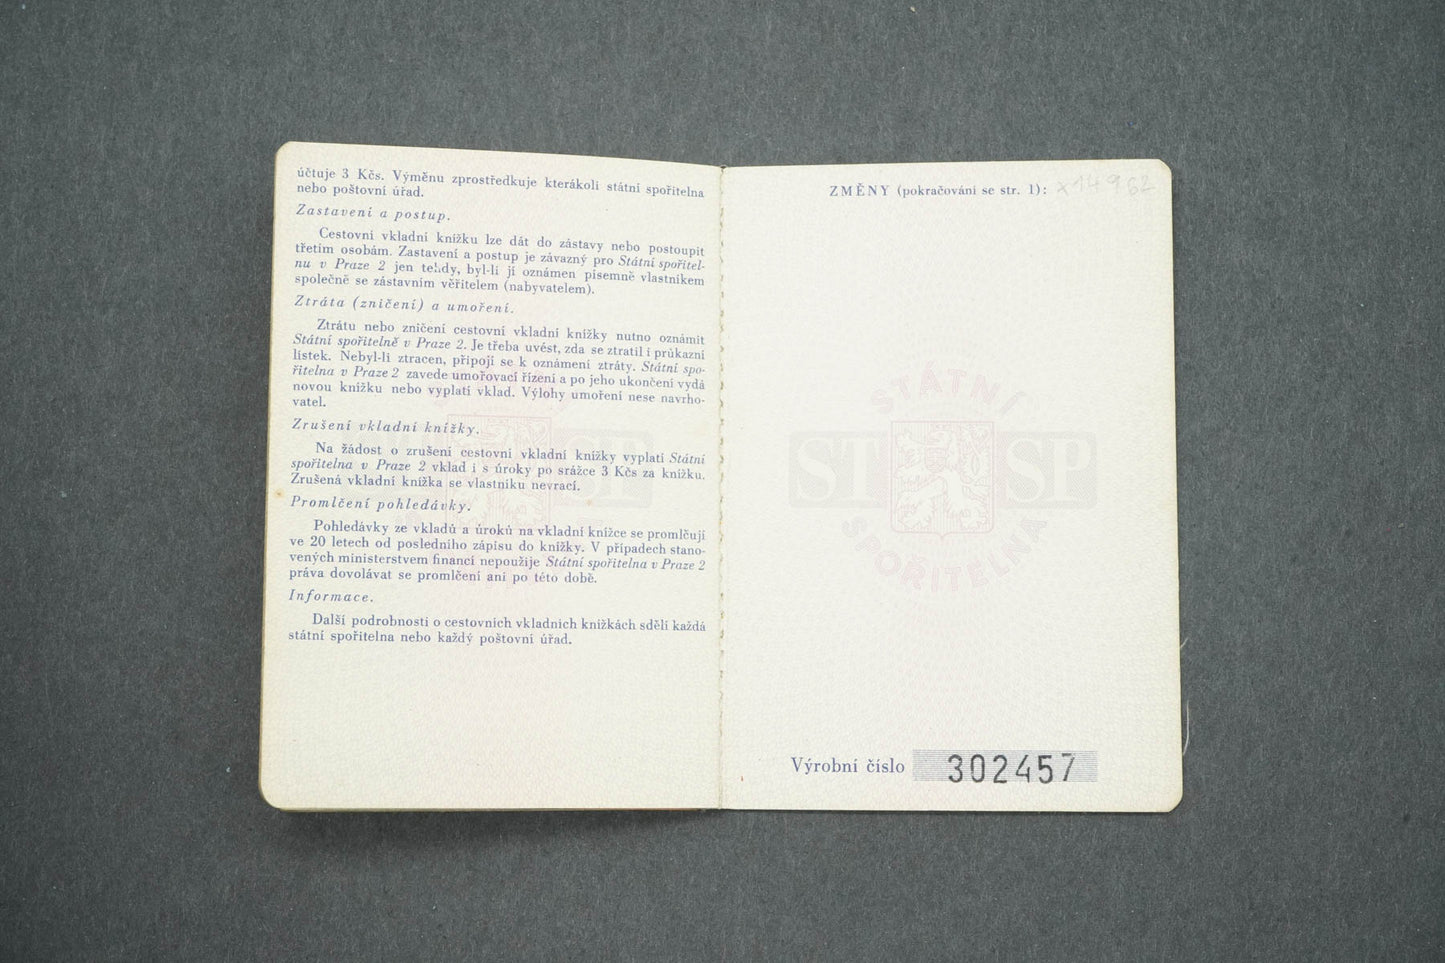 účtuje 3 Kčs. Výměnu zprostředkuje kterákoli státní spořitelna
nebo poštovní úřad.
Zastavení a postup.
Cestovní vkladní knížku lze dát do zástavy nebo postoupit
třetím osobám. Zastavení a postup je závazný pro Státní spořitel-
nu v Praze 2 jen tehdy, byl-li jí oznámen písemně vlastníkem
společně se zástavním věřitelem (nabyvatelem).
Ztráta (zničení) a umoření.
Ztrátu nebo zničení cestovní vkladní knížky nutno oznámit
Státní spořitelně v Praze 2. Je třeba uvést, zda se ztratil i průkazní
lístek. Nebyl-li ztracen, připojí se k oznámení ztráty. Státní spo-
řitelna v Praze 2 zavede umořovací řízení a po jeho ukončení vydá
novou knížku nebo vyplatí vklad. Výlohy umoření nese navrho-
vatel.
Zrušení vkladní knížky.
Na žádost o zrušení cestovní vkladní knížky vyplatí Státní
spořitelna v Praze 2 vklad i s úroky po srážce 3 Kčs za knížku.
Zrušená vkladní knížka se vlastníku nevrací.
Promlčení pohledávky.
Pohledávky ze vkladů a úroků na vkladní knížce se promlčují
ve 20 letech od posledního zápisu do knížky. V případech stano-
vených ministerstvem financí nepoužije Státní spořitelna v Praze 2
práva dovolávat se promlčení ani po této době.
Informace.
Další podrobnosti o cestovních vkladních knížkách sdělí každá
státní spořitelna nebo každý poštovní úřad.
ZMĚNY (pokračování se str. 1): x14962
STÁTNÍ
ST SP
SPOŘITELNA
Výrobní číslo 302457